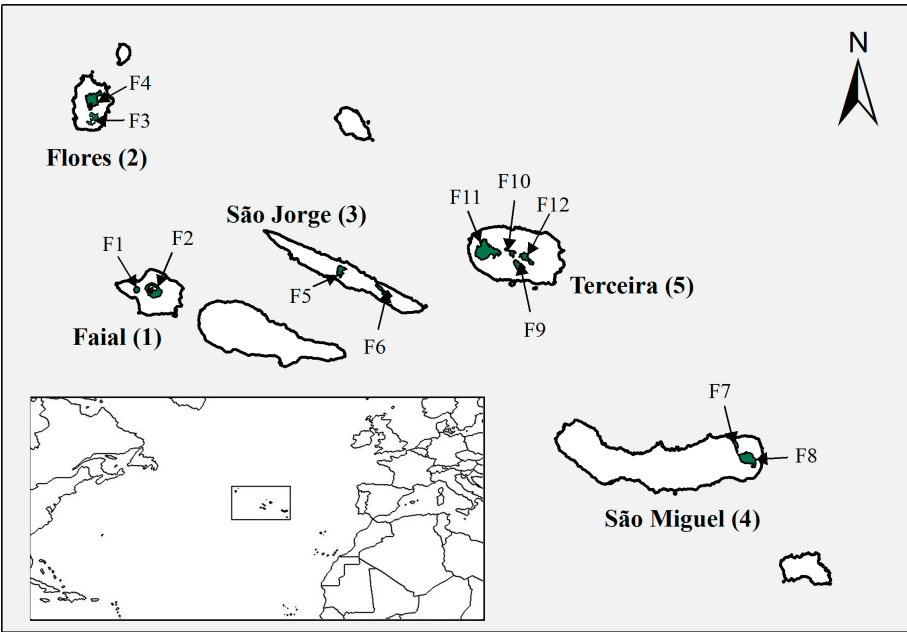 N
F4
F3
Flores (2)
São Jorge (3)
F11
F10
F12
F1
F2
F5
Terceira (5)
F9
Faial (1)
F6
F7
F8
São Miguel (4)